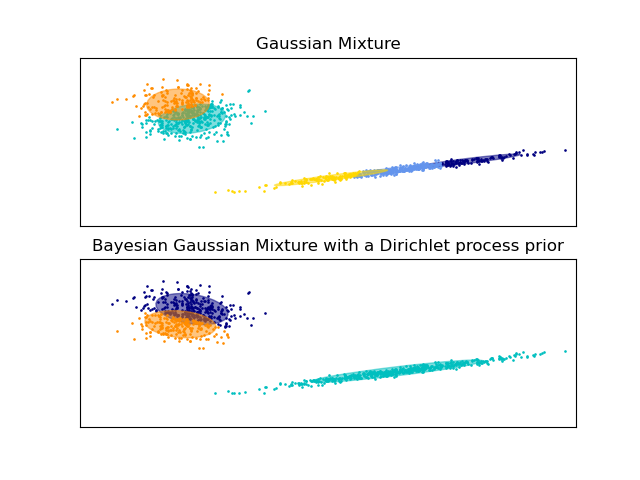 Gaussian Mixture
Bayesian Gaussian Mixture with a Dirichlet process prior